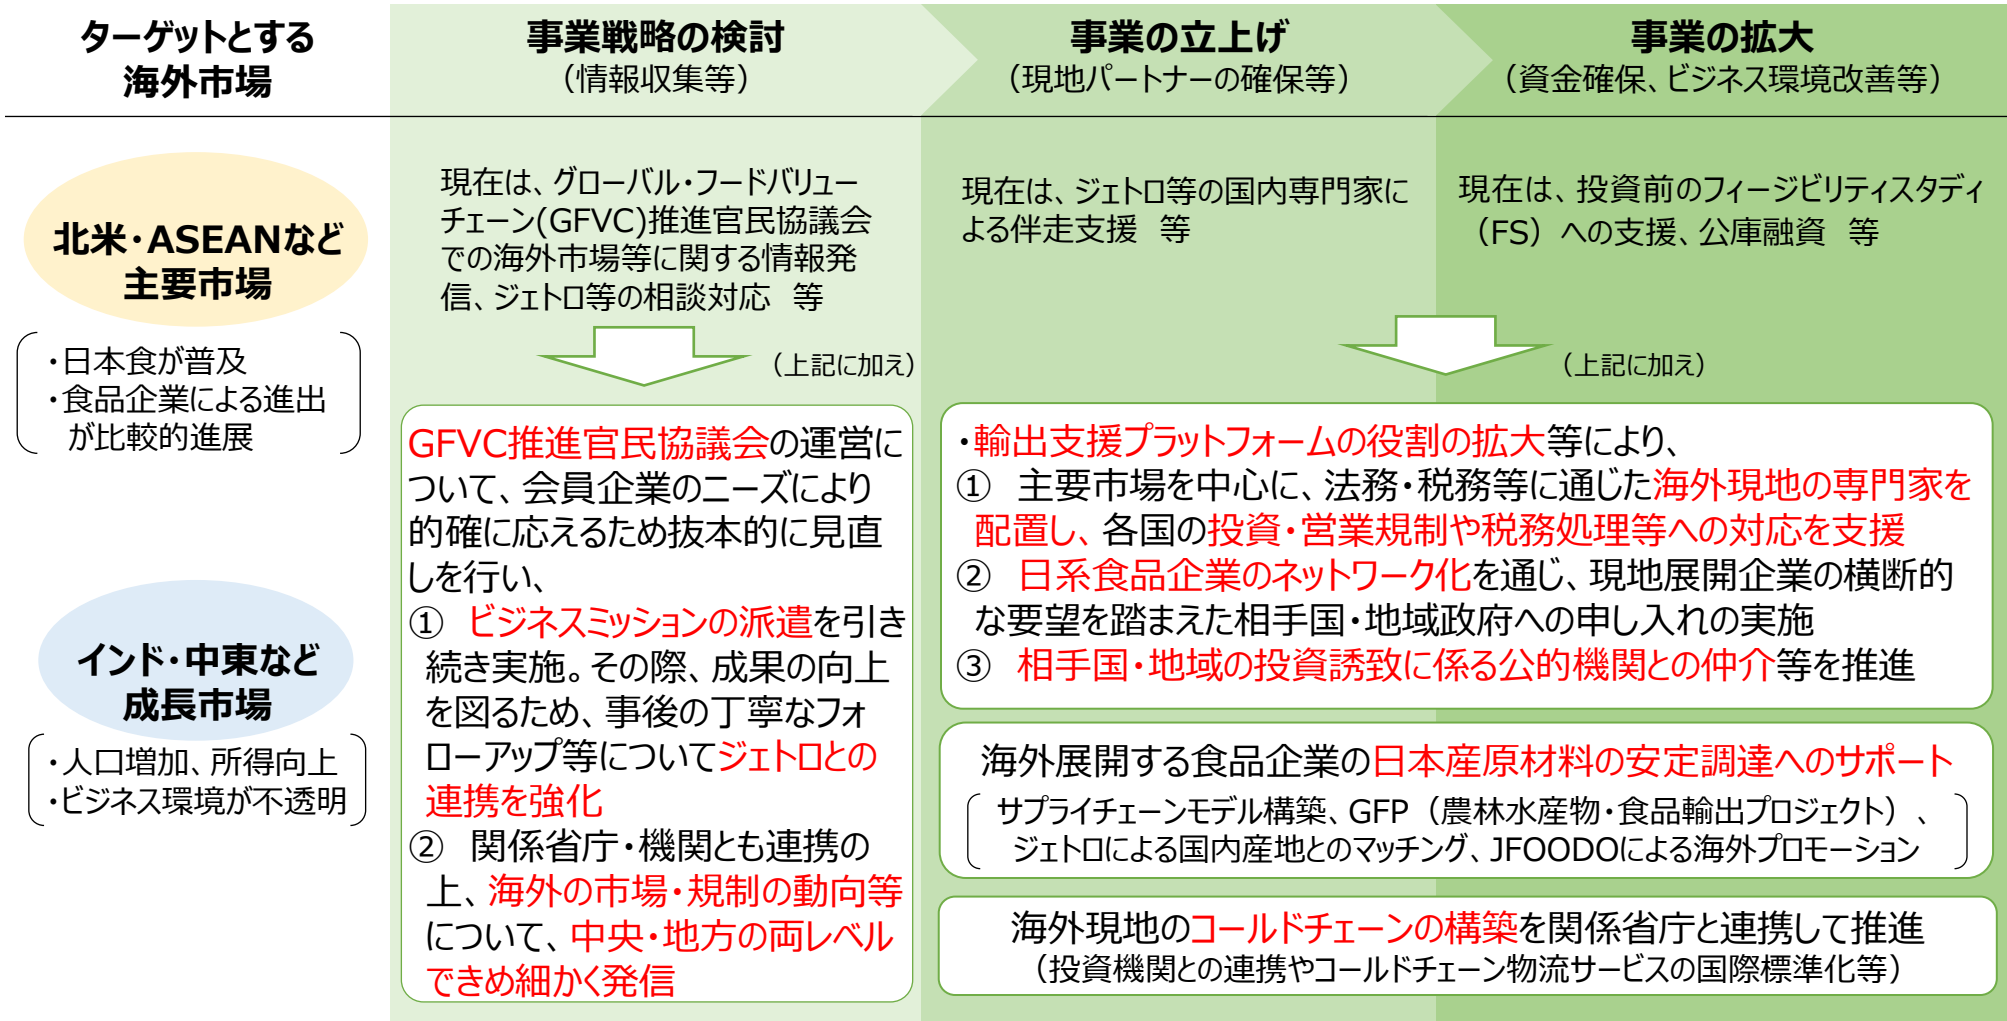 ターゲットとする
海外市場
事業戦略の検討
（情報収集等）
事業の立上げ
（現地パートナーの確保等）
事業の拡大
（資金確保、ビジネス環境改善等）
北米・ASEANなど
主要市場
・日本食が普及
・食品企業による進出
が比較的進展
インド・中東など
成長市場
・人口増加、所得向上
・ビジネス環境が不透明
現在は、グローバル・フードバリュー
チェーン(GFVC)推進官民協議会
での海外市場等に関する情報発
信、ジェトロ等の相談対応　等
（上記に加え）
GFVC推進官民協議会の運営に
ついて、会員企業のニーズにより
的確に応えるため抜本的に見直
しを行い、
①　ビジネスミッションの派遣を引き
続き実施。その際、成果の向上
を図るため、事後の丁寧なフォ
ローアップ等についてジェトロとの
連携を強化
②　関係省庁・機関とも連携の
上、海外の市場・規制の動向等
について、中央・地方の両レベル
できめ細かく発信
現在は、ジェトロ等の国内専門家に
よる伴走支援　等
現在は、投資前のフィージビリティスタディ
（FS）への支援、公庫融資　等
（上記に加え）
・輸出支援プラットフォームの役割の拡大等により、
①　主要市場を中心に、法務・税務等に通じた海外現地の専門家を
配置し、各国の投資・営業規制や税務処理等への対応を支援
②　日系食品企業のネットワーク化を通じ、現地展開企業の横断的
な要望を踏まえた相手国・地域政府への申し入れの実施
③　相手国・地域の投資誘致に係る公的機関との仲介等を推進
海外展開する食品企業の日本産原材料の安定調達へのサポート
サプライチェーンモデル構築、GFP（農林水産物・食品輸出プロジェクト）、
ジェトロによる国内産地とのマッチング、JFOODOによる海外プロモーション
海外現地のコールドチェーンの構築を関係省庁と連携して推進
（投資機関との連携やコールドチェーン物流サービスの国際標準化等）